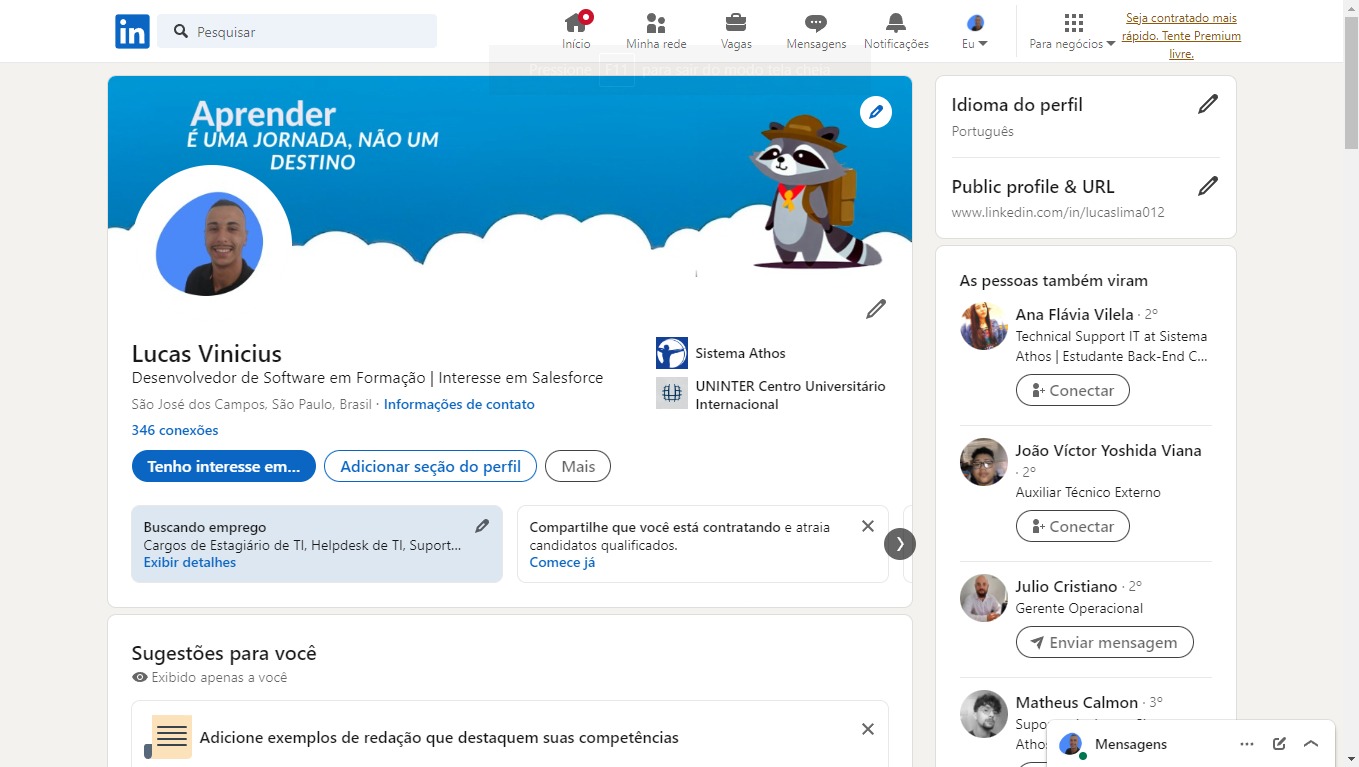 in
Pesquisar
Início
Minha rede
Vagas
Mensagens
Notificações
Eu
Para negócios
Seja contratado mais
rápido. Tente Premium
livre.
Pressione F11 para sair do modo tela cheia
Aprender
É UMA JORNADA, NÃO UM
DESTINO
Lucas Vinicius
Desenvolvedor de Software em Formação | Interesse em Salesforce
São José dos Campos, São Paulo, Brasil · Informações de contato
346 conexões
Sistema Athos
UNINTER Centro Universitário
Internacional
Tenho interesse em...
Adicionar seção do perfil
Mais
Buscando emprego
Cargos de Estagiário de TI, Helpdesk de TI, Suport...
Exibir detalhes
Compartilhe que você está contratando e atraia
candidatos qualificados.
Comece já
Sugestões para você
Exibido apenas a você
Adicione exemplos de redação que destaquem suas competências
Idioma do perfil
Português
Public profile & URL
www.linkedin.com/in/lucaslima012
As pessoas também viram
Ana Flávia Vilela · 2º
Technical Support IT at Sistema
Athos | Estudante Back-End C...
Conectar
João Víctor Yoshida Viana
· 2º
Auxiliar Técnico Externo
Conectar
Julio Cristiano · 2º
Gerente Operacional
Enviar mensagem
Matheus Calmon · 3º
Mensagens